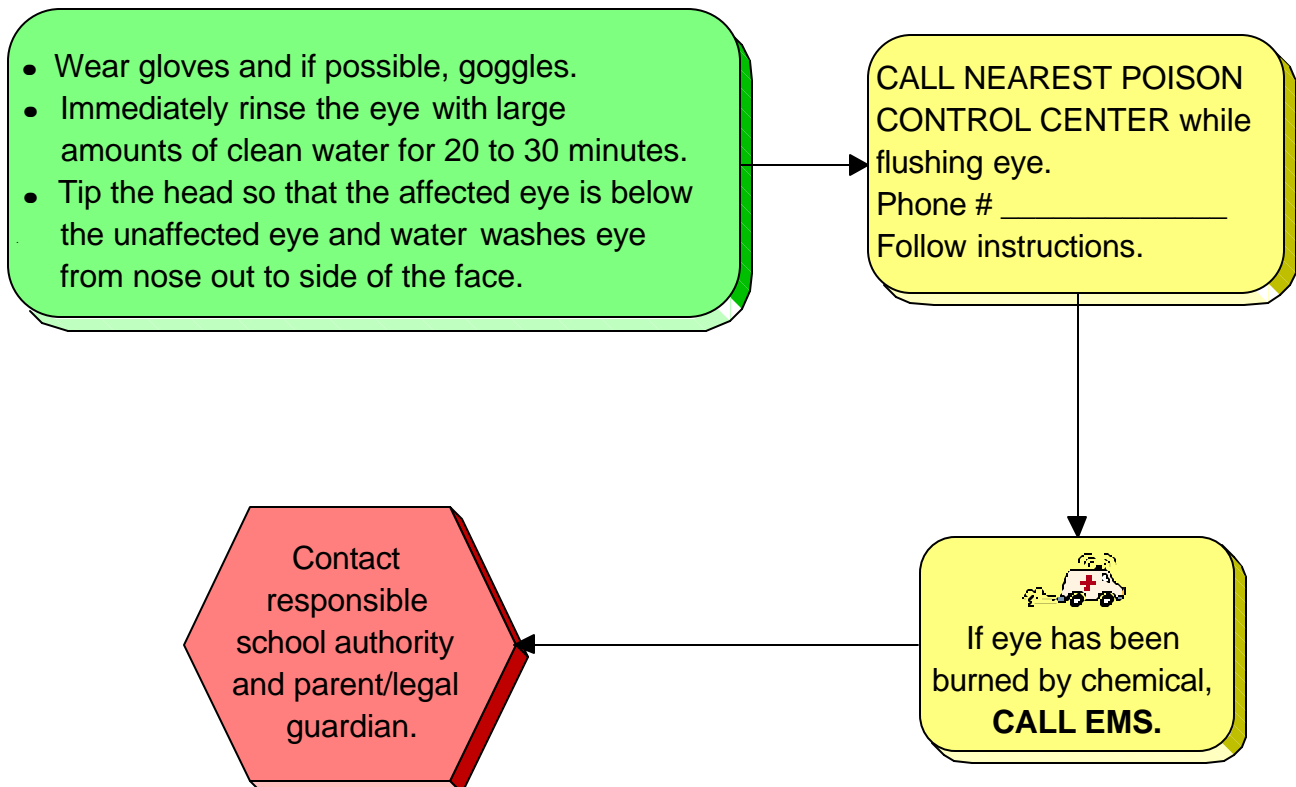 • Wear gloves and if possible, goggles.
• Immediately rinse the eye with large
amounts of clean water for 20 to 30 minutes.
• Tip the head so that the affected eye is below
the unaffected eye and water washes eye
from nose out to side of the face.
CALL NEAREST POISON
CONTROL CENTER while
flushing eye.
Phone # _____________
Follow instructions.
If eye has been
burned by chemical,
CALL EMS.
Contact
responsible
school authority
and parent/legal
guardian.